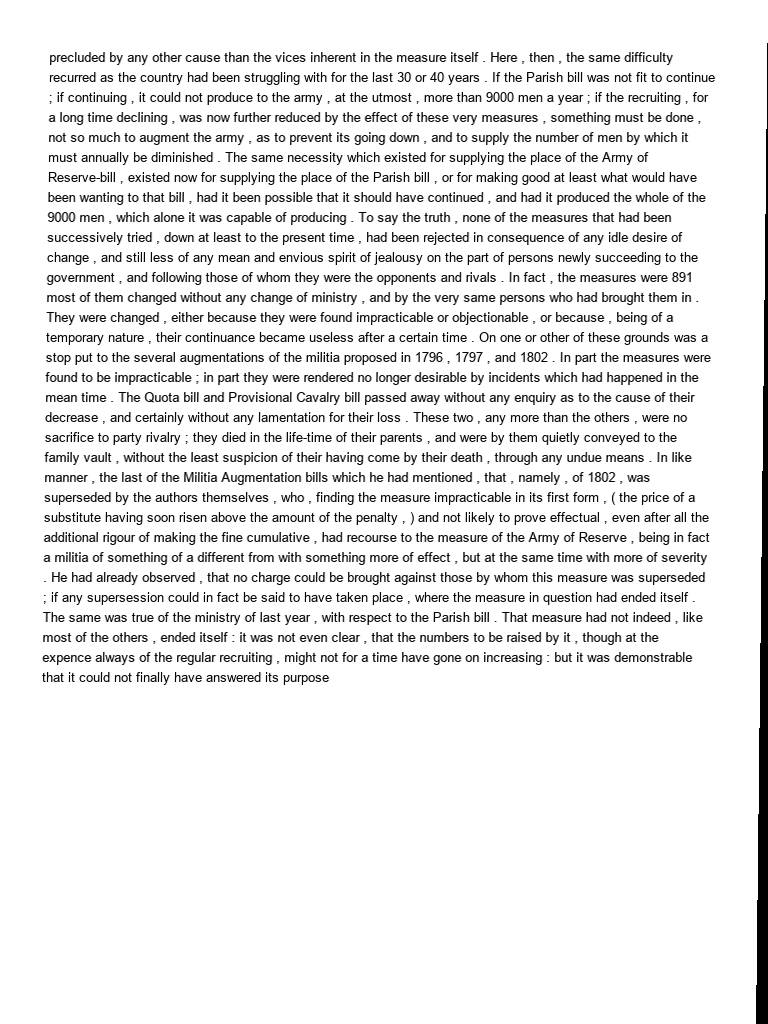 precluded by any other cause than the vices inherent in the measure itself . Here , then , the same difficulty
recurred as the country had been struggling with for the last 30 or 40 years . If the Parish bill was not fit to continue
; if continuing , it could not produce to the army , at the utmost , more than 9000 men a year ; if the recruiting , for
a long time declining , was now further reduced by the effect of these very measures , something must be done ,
not so much to augment the army , as to prevent its going down , and to supply the number of men by which it
must annually be diminished . The same necessity which existed for supplying the place of the Army of
Reserve-bill , existed now for supplying the place of the Parish bill , or for making good at least what would have
been wanting to that bill , had it been possible that it should have continued , and had it produced the whole of the
9000 men , which alone it was capable of producing . To say the truth , none of the measures that had been
successively tried , down at least to the present time , had been rejected in consequence of any idle desire of
change , and still less of any mean and envious spirit of jealousy on the part of persons newly succeeding to the
government , and following those of whom they were the opponents and rivals . In fact , the measures were 891
most of them changed without any change of ministry , and by the very same persons who had brought them in .
They were changed , either because they were found impracticable or objectionable , or because , being of a
temporary nature , their continuance became useless after a certain time . On one or other of these grounds was a
stop put to the several augmentations of the militia proposed in 1796 , 1797 , and 1802 . In part the measures were
found to be impracticable ; in part they were rendered no longer desirable by incidents which had happened in the
mean time . The Quota bill and Provisional Cavalry bill passed away without any enquiry as to the cause of their
decrease , and certainly without any lamentation for their loss . These two , any more than the others , were no
sacrifice to party rivalry ; they died in the life-time of their parents , and were by them quietly conveyed to the
family vault , without the least suspicion of their having come by their death , through any undue means . In like
manner , the last of the Militia Augmentation bills which he had mentioned , that , namely , of 1802 , was
superseded by the authors themselves , who , finding the measure impracticable in its first form , ( the price of a
substitute having soon risen above the amount of the penalty , ) and not likely to prove effectual , even after all the
additional rigour of making the fine cumulative , had recourse to the measure of the Army of Reserve , being in fact
a militia of something of a different from with something more of effect , but at the same time with more of severity
. He had already observed , that no charge could be brought against those by whom this measure was superseded
; if any supersession could in fact be said to have taken place , where the measure in question had ended itself .
The same was true of the ministry of last year , with respect to the Parish bill . That measure had not indeed , like
most of the others , ended itself : it was not even clear , that the numbers to be raised by it , though at the
expence always of the regular recruiting , might not for a time have gone on increasing : but it was demonstrable
that it could not finally have answered its purpose